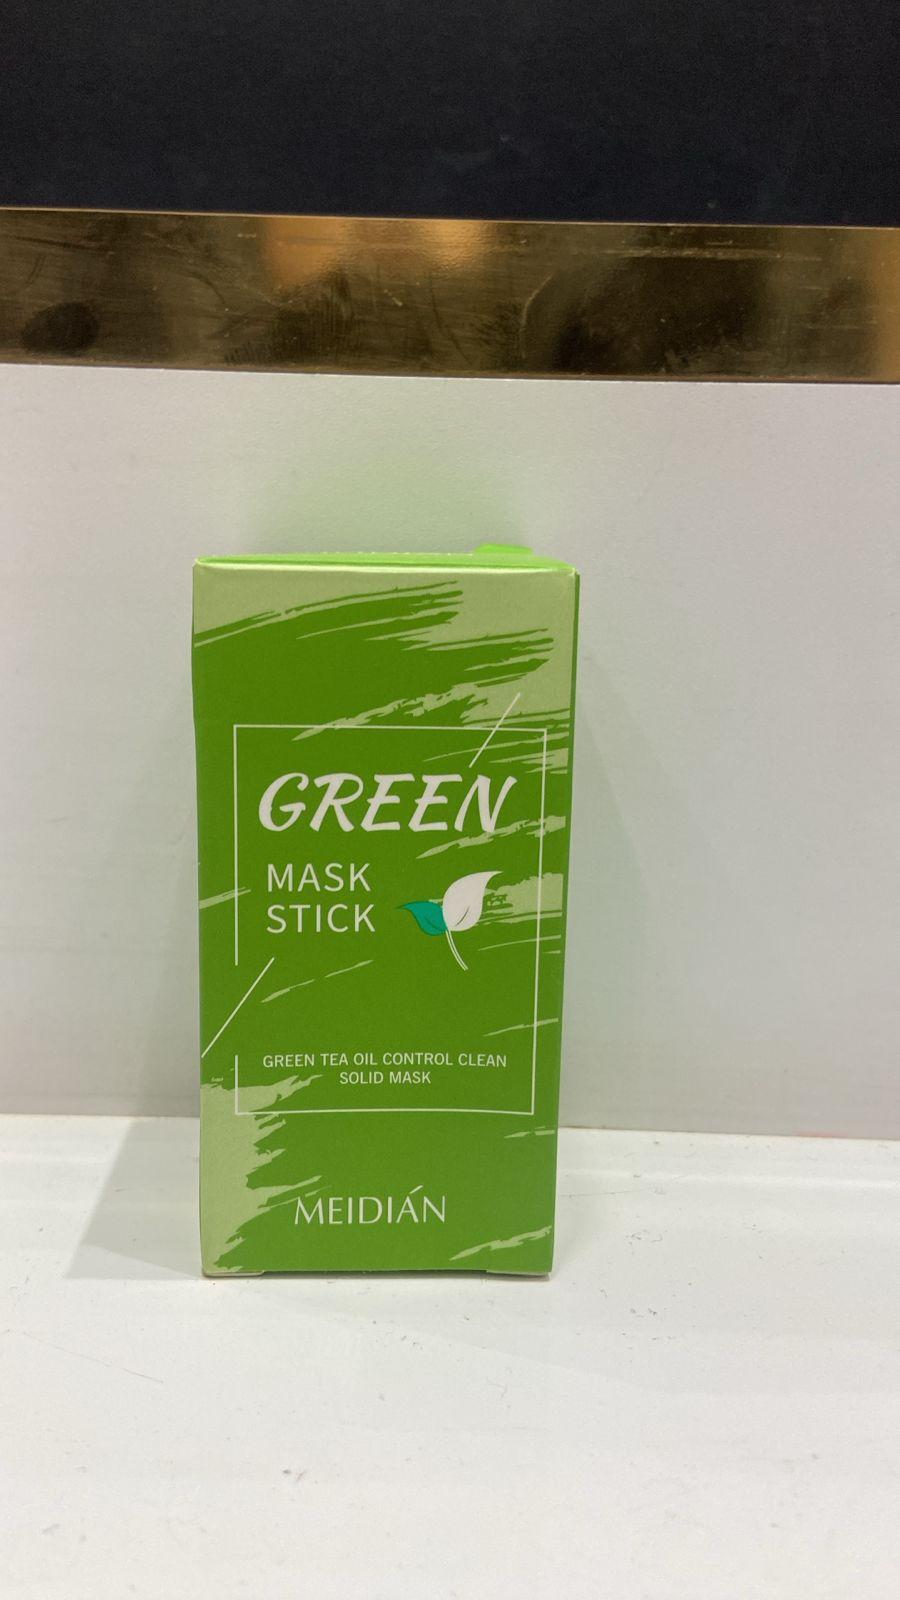 GREEN
MASK
STICK
GREEN TEA OIL CONTROL CLEAN
SOLID MASK
MEIDIÁN